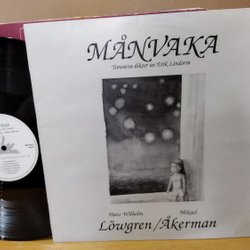 MÅNVAKA
Tonsatta dikter av Erik Lindorm
Hans Wilhelm Mikael
Löwgren/Åkerman